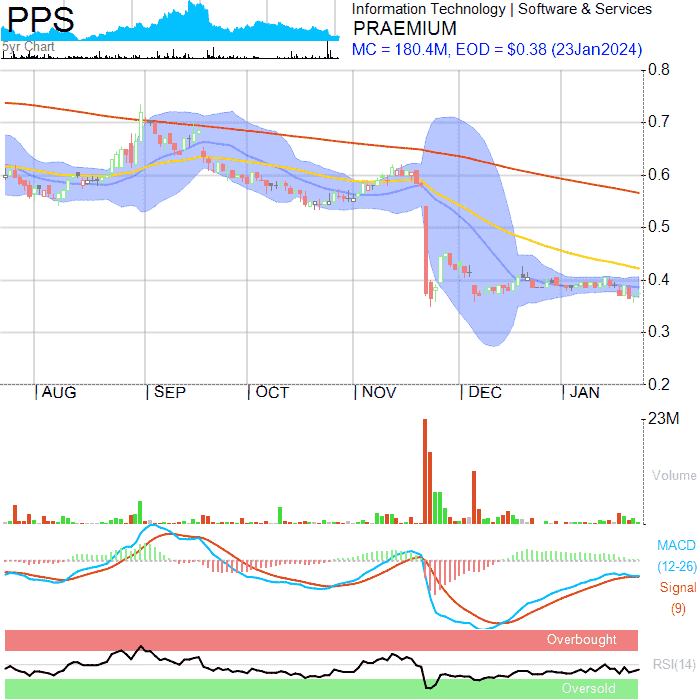 PPS
5yr Chart
Information Technology | Software & Services
PRAEMIUM
MC = 180.4M, EOD = $0.38 (23Jan2024)
0.8
0.7
0.6
0.5
0.4
0.3
0.2
AUG SEP OCT NOV DEC JAN
23M
Volume
MACD
(12-26)
Signal
(9)
Overbought
RSI(14)
Oversold